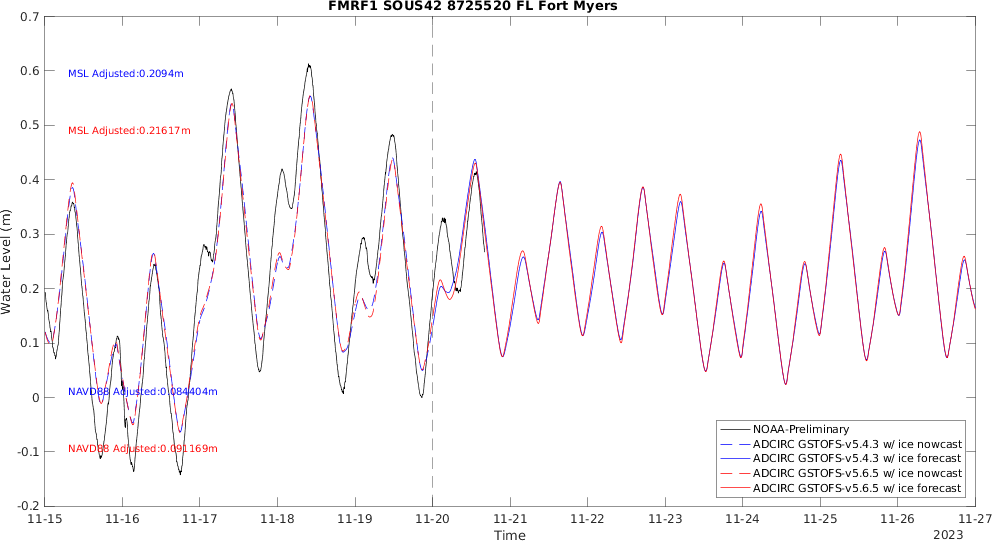 FMRF1 SOUS42 8725520 FL Fort Myers
0.7
0.6
0.5
0.4
0.3
0.2
0.1
0
-0.1
-0.2
Water Level (m)
MSL Adjusted:0.2094m
MSL Adjusted:0.21617m
NAVD88 Adjusted:0.084404m
NAVD88 Adjusted:0.091169m
NOAA-Preliminary
ADCIRC GSTOFS-v5.4.3 w/ ice nowcast
ADCIRC GSTOFS-v5.4.3 w/ ice forecast
ADCIRC GSTOFS-v5.6.5 w/ ice nowcast
ADCIRC GSTOFS-v5.6.5 w/ ice forecast
11-15 11-16 11-17 11-18 11-19 11-20 11-21 11-22 11-23 11-24 11-25 11-26 11-27
Time
2023